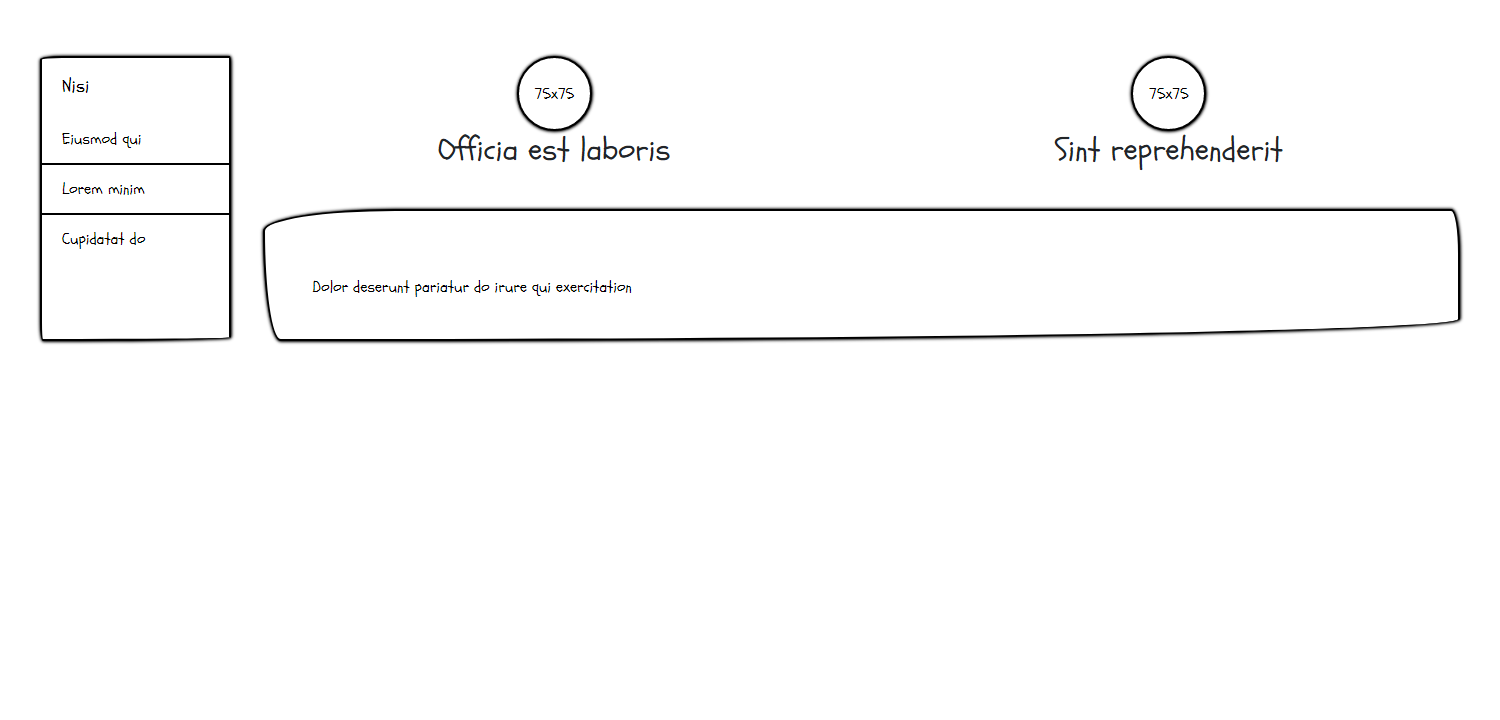 Nisi
Eiusmod qui
Lorem minim
Cupidatat do
75x75
Officia est laboris
75x75
Sint reprehenderit
Dolor deserunt pariatur do irure qui exercitation